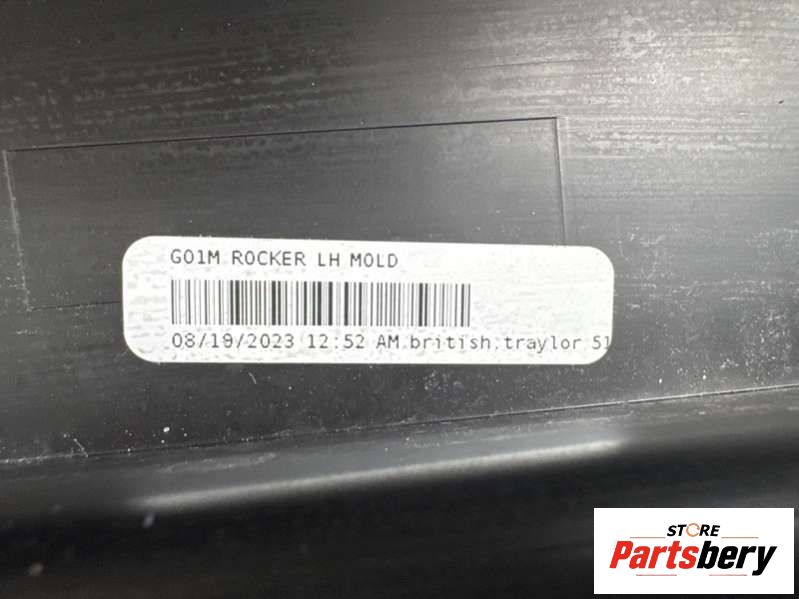 G01M ROCKER LH MOLD
08/19/2023 12:52 AM british.traylor 51
STORE
Partsbery